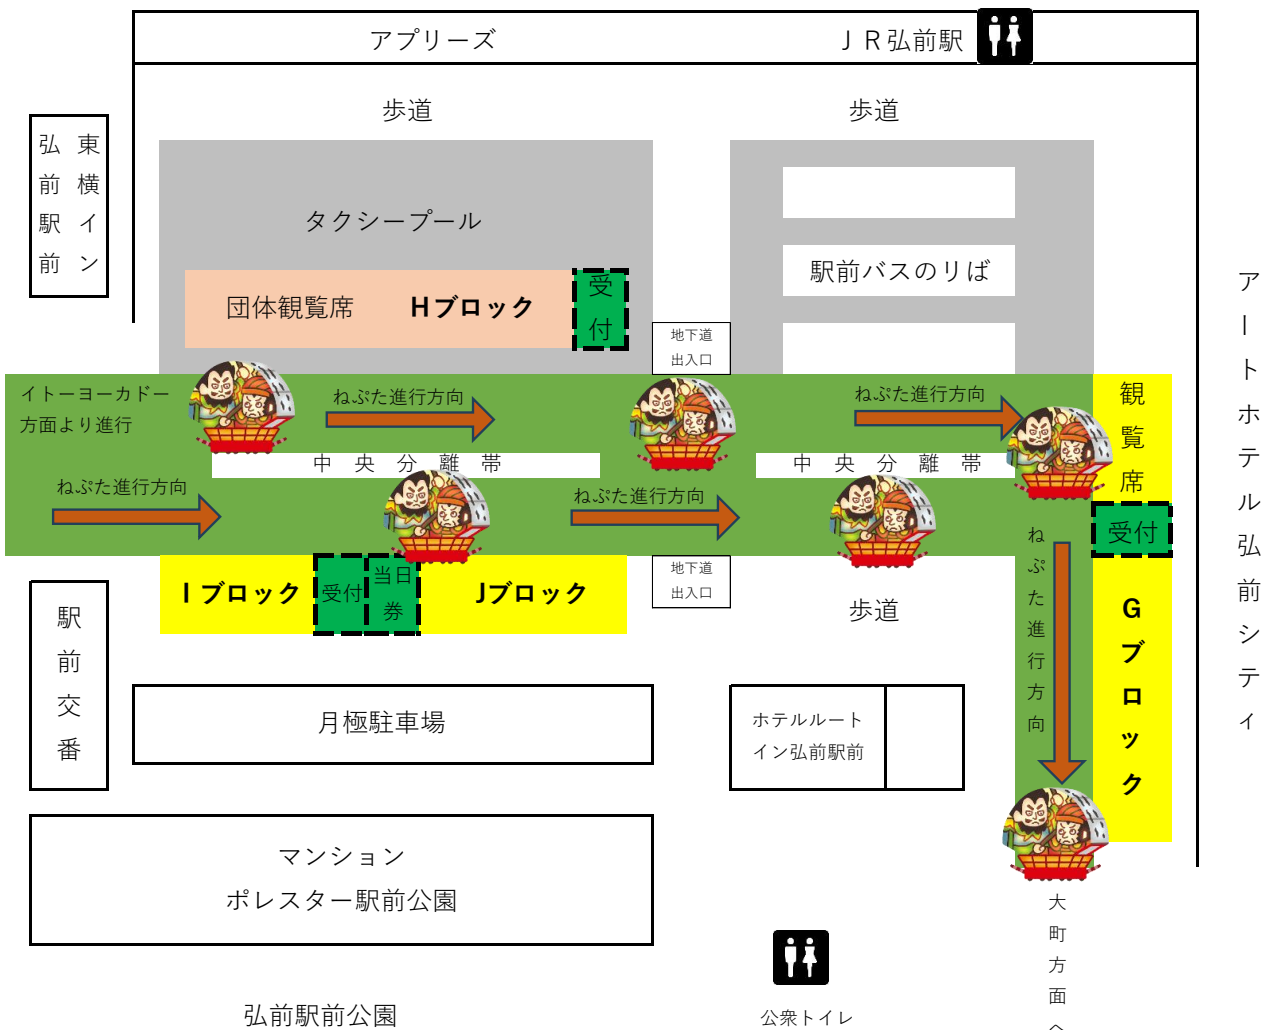 アプリーズ
ＪＲ弘前駅
歩道
歩道
東横イン
弘前駅前
タクシープール
団体観覧席 Hブロック
受付
駅前バスのりば
地下道
出入口
アートホテル弘前シティ
イトーヨーカドー
方面より進行
ねぷた進行方向
ねぷた進行方向
観覧席
中央分離帯
中央分離帯
ねぷた進行方向
ねぷた進行方向
受付
ねぷた進行方向
Iブロック
受付
当日
券
Jブロック
地下道
出入口
歩道
Gブロック
駅前交番
月極駐車場
ホテルルート
イン弘前駅前
マンション
ポレスター駅前公園
大町方面へ
弘前駅前公園
公衆トイレ